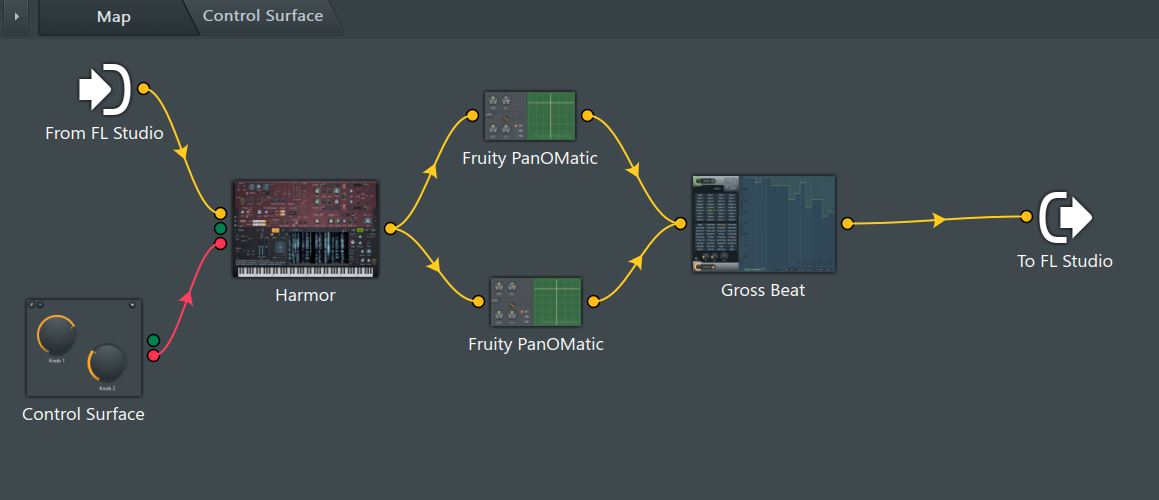 Map
Control Surface
From FL Studio
Fruity PanOMatic
Harmor
Gross Beat
To FL Studio
Fruity PanOMatic
Knob 1
Knob 2
Control Surface